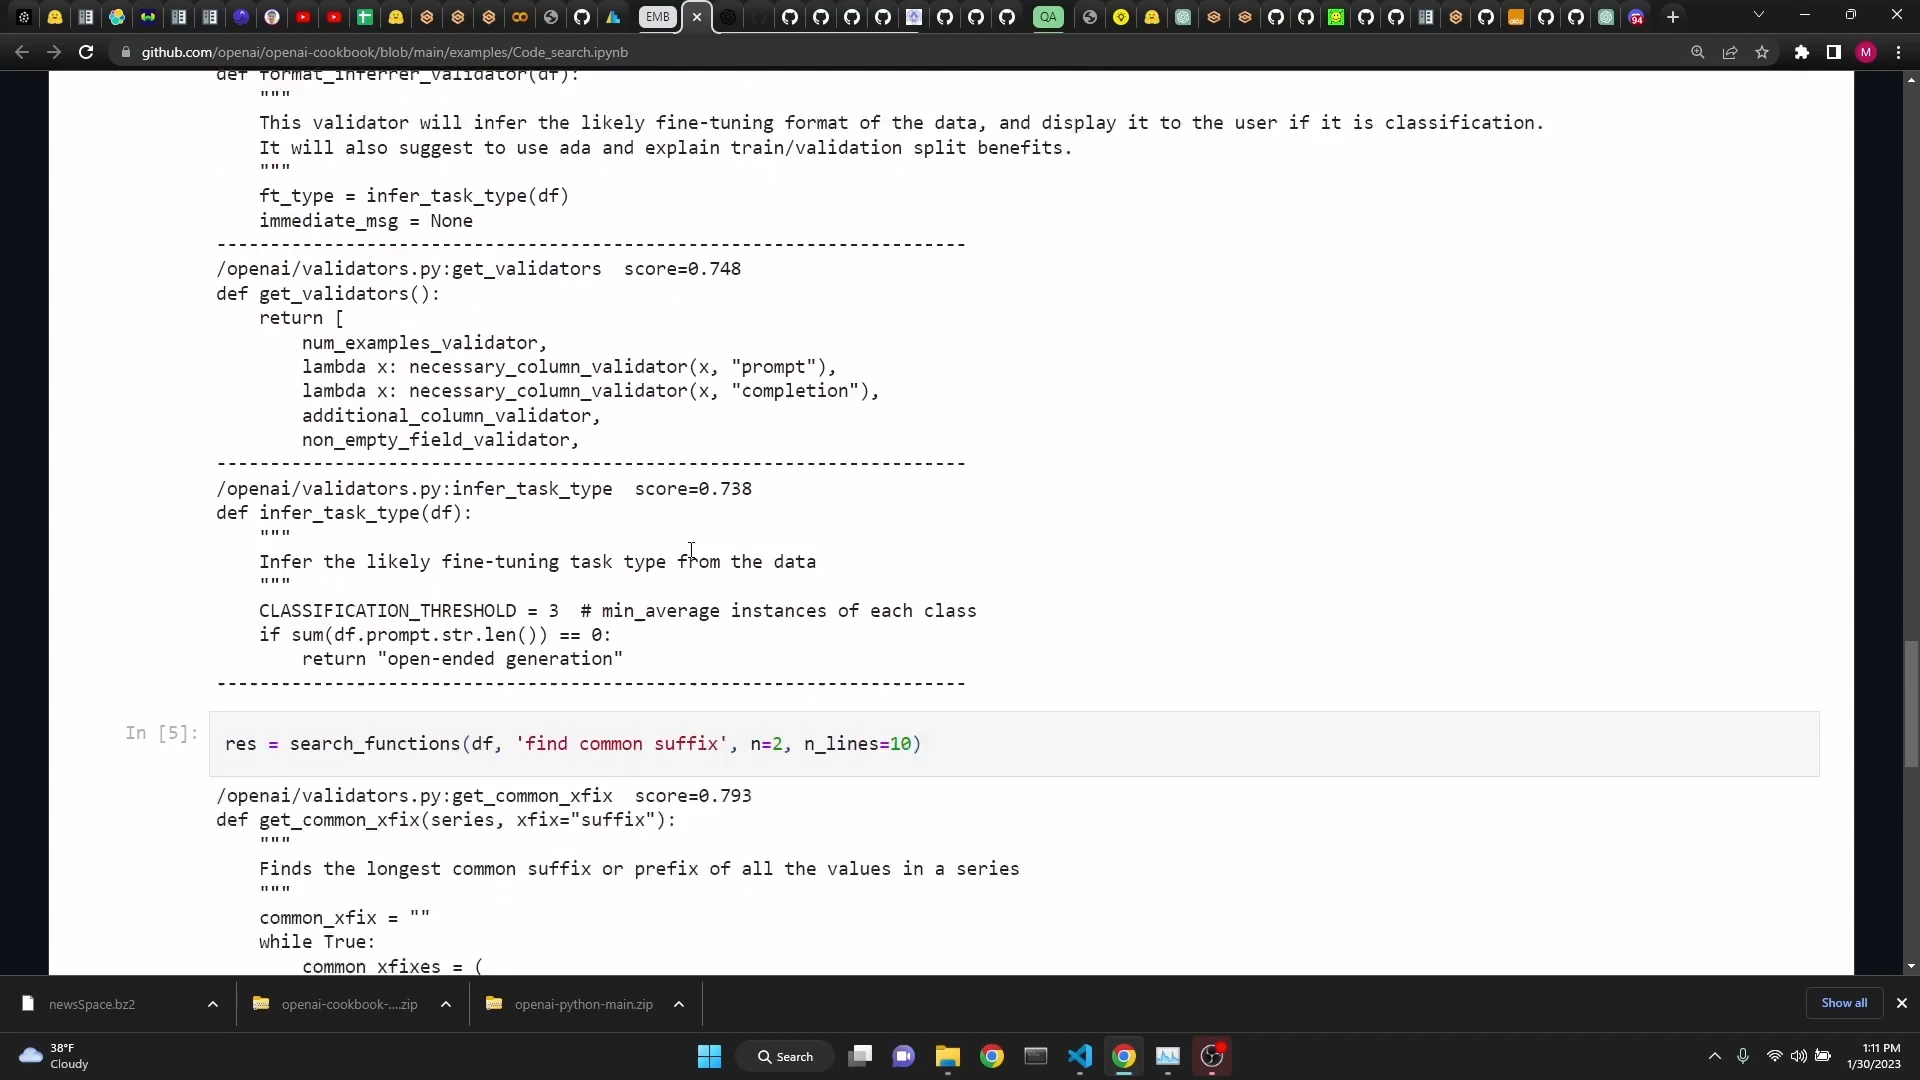 EMB
QA
94
github.com/openai/openai-cookbook/blob/main/examples/Code_search.ipynb
M
def format_inferrer_validator(df):
"""
This validator will infer the likely fine-tuning format of the data, and display it to the user if it is classification.
It will also suggest to use ada and explain train/validation split benefits.
"""
ft_type = infer_task_type(df)
immediate_msg = None
----------------------------------------------------------------------
/openai/validators.py:get_validators  score=0.748
def get_validators():
return [
num_examples_validator,
lambda x: necessary_column_validator(x, "prompt"),
lambda x: necessary_column_validator(x, "completion"),
additional_column_validator,
non_empty_field_validator,
----------------------------------------------------------------------
/openai/validators.py:infer_task_type  score=0.738
def infer_task_type(df):
"""
Infer the likely fine-tuning task type from the data
"""
CLASSIFICATION_THRESHOLD = 3  # min_average instances of each class
if sum(df.prompt.str.len()) == 0:
return "open-ended generation"
----------------------------------------------------------------------
In [5]:
res = search_functions(df, 'find common suffix', n=2, n_lines=10)
/openai/validators.py:get_common_xfix  score=0.793
def get_common_xfix(series, xfix="suffix"):
"""
Finds the longest common suffix or prefix of all the values in a series
"""
common_xfix = ""
while True:
common_xfixes = (
newsSpace.bz2
openai-cookbook-....zip
openai-python-main.zip
Show all
38°F
Cloudy
Search
1:11 PM
1/30/2023